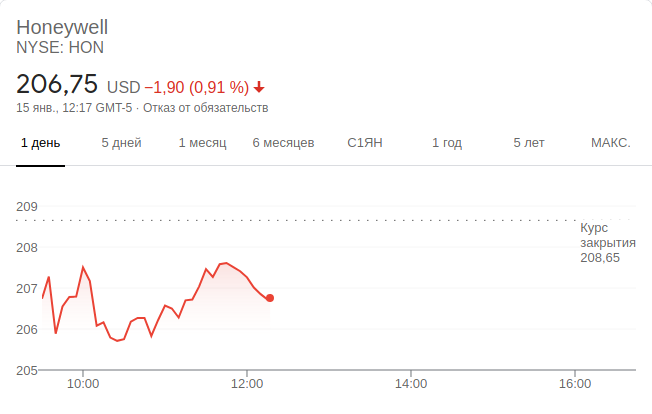 Honeywell
NYSE: HON
206,75 USD −1,90 (0,91 %)
15 янв., 12:17 GMT-5 · Отказ от обязательств
1 день 5 дней 1 месяц 6 месяцев С1ЯН 1 год 5 лет МАКС.
209
Курс
закрытия
208,65
208
207
206
205
10:00 12:00 14:00 16:00